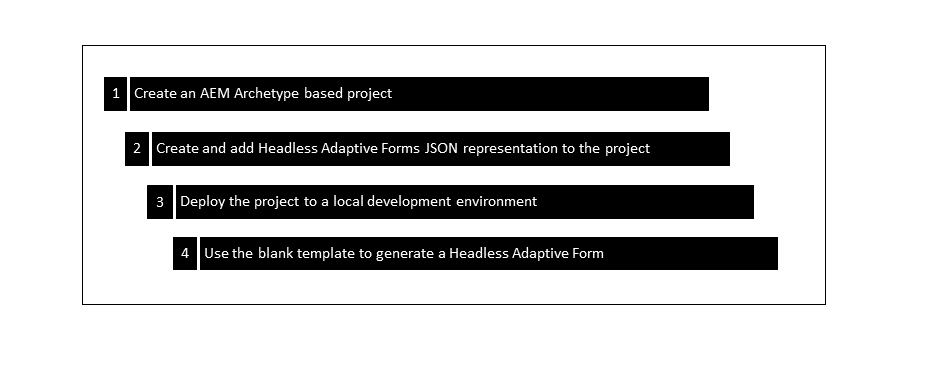 1 Create an AEM Archetype based project
2 Create and add Headless Adaptive Forms JSON representation to the project
3 Deploy the project to a local development environment
4 Use the blank template to generate a Headless Adaptive Form